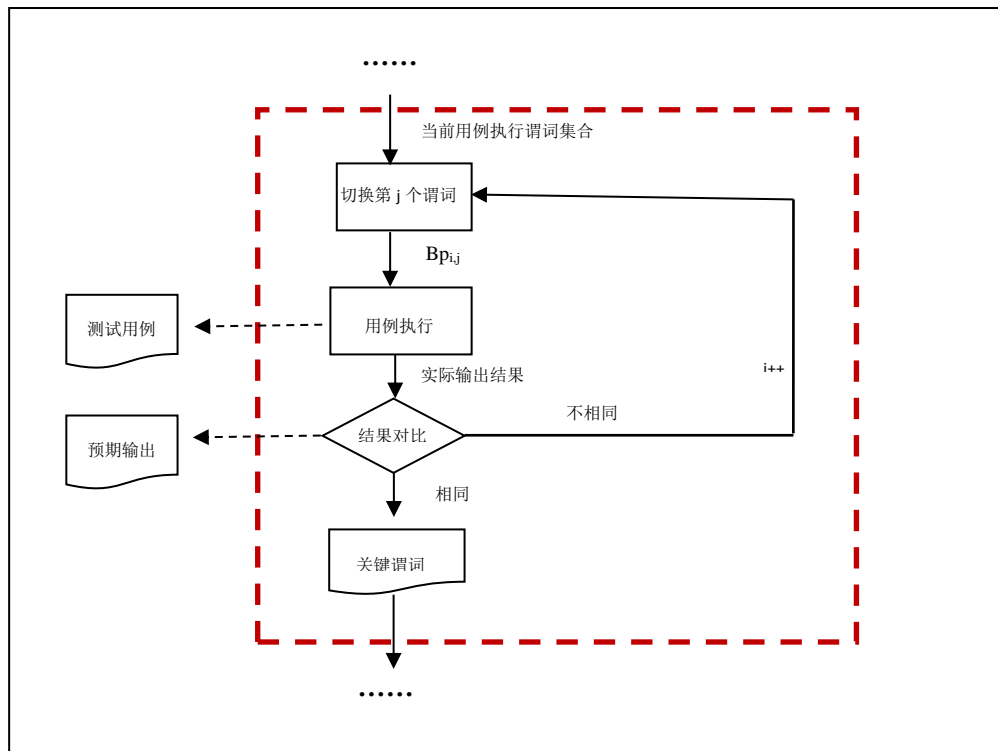 ……
当前用例执行谓词集合
切换第 j 个谓词
Bpi,j
测试用例
用例执行
实际输出结果
i++
不相同
预期输出
结果对比
相同
关键谓词
……